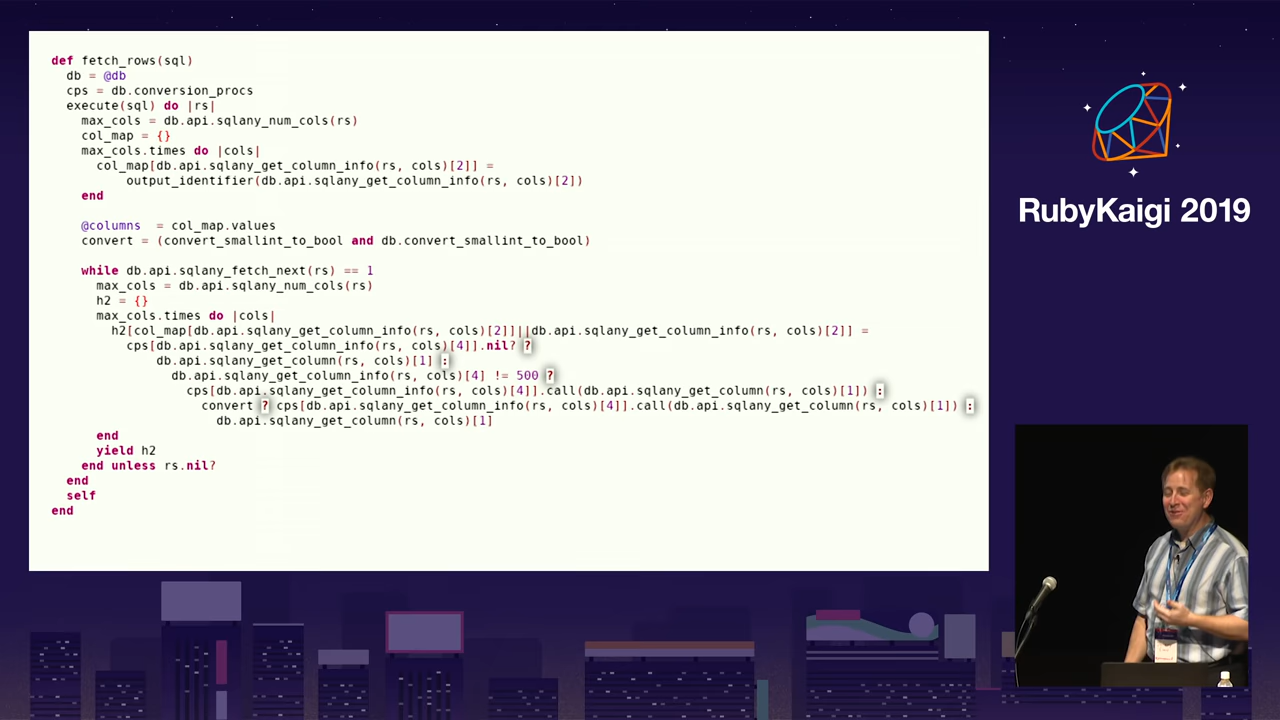 def fetch_rows(sql)
  db = @db
  cps = db.conversion_procs
  execute(sql) do |rs|
    max_cols = db.api.sqlany_num_cols(rs)
    col_map = {}
    max_cols.times do |cols|
      col_map[db.api.sqlany_get_column_info(rs, cols)[2]] =
          output_identifier(db.api.sqlany_get_column_info(rs, cols)[2])
    end
    @columns  = col_map.values
    convert = (convert_smallint_to_bool and db.convert_smallint_to_bool)
    while db.api.sqlany_fetch_next(rs) == 1
      max_cols = db.api.sqlany_num_cols(rs)
      h2 = {}
      max_cols.times do |cols|
        h2[col_map[db.api.sqlany_get_column_info(rs, cols)[2]]||db.api.sqlany_get_column_info(rs, cols)[2]] =
          cps[db.api.sqlany_get_column_info(rs, cols)[4]].nil? ?
              db.api.sqlany_get_column(rs, cols)[1] :
                db.api.sqlany_get_column_info(rs, cols)[4] != 500 ?
                  cps[db.api.sqlany_get_column_info(rs, cols)[4]].call(db.api.sqlany_get_column(rs, cols)[1]) :
                    convert ? cps[db.api.sqlany_get_column_info(rs, cols)[4]].call(db.api.sqlany_get_column(rs, cols)[1]) :
                      db.api.sqlany_get_column(rs, cols)[1]
      end
      yield h2
    end unless rs.nil?
  end
  self
end
RubyKaigi 2019